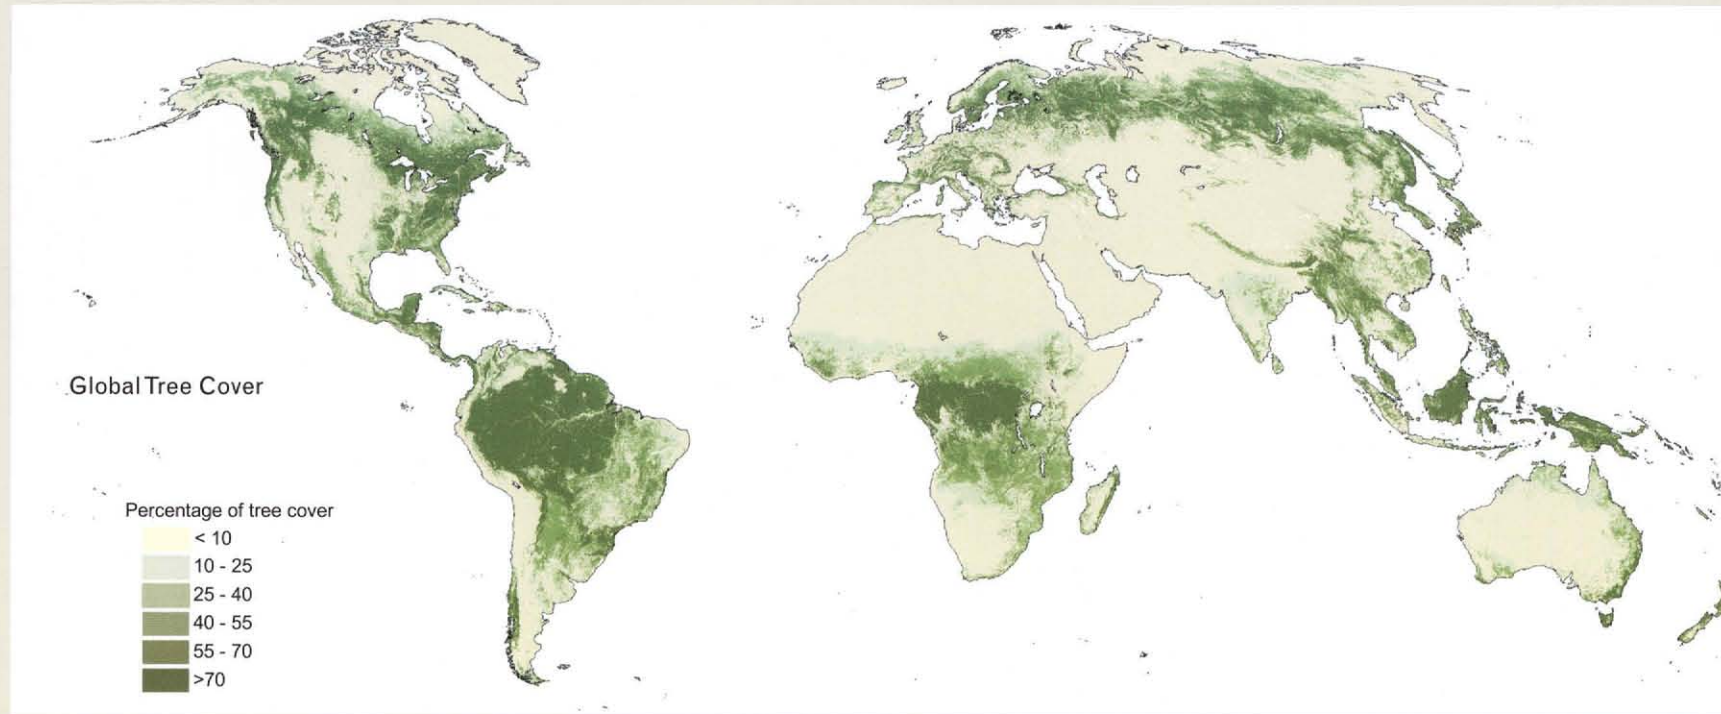 Global Tree Cover
Percentage of tree cover
< 10
10 - 25
25 - 40
40 - 55
55 - 70
>70